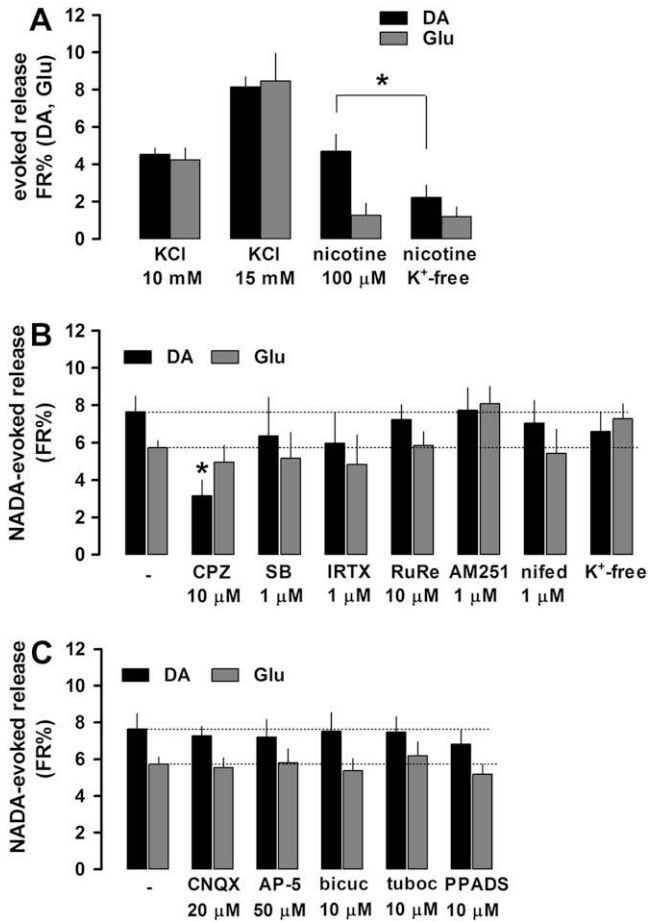 A
DA
Glu
evoked release
FR% (DA, Glu)
12
10
8
6
4
2
0
*
KCl KCl nicotine nicotine
10 mM 15 mM 100 μM K+-free
B
DA Glu
NADA-evoked release
(FR%)
12
10
8
6
4
2
0
*
- CPZ SB IRTX RuRe AM251 nifed K+-free
10 μM 1 μM 1 μM 10 μM 1 μM 1 μM
C
DA Glu
NADA-evoked release
(FR%)
12
10
8
6
4
2
0
- CNQX AP-5 bicuc tuboc PPADS
20 μM 50 μM 10 μM 10 μM 10 μM